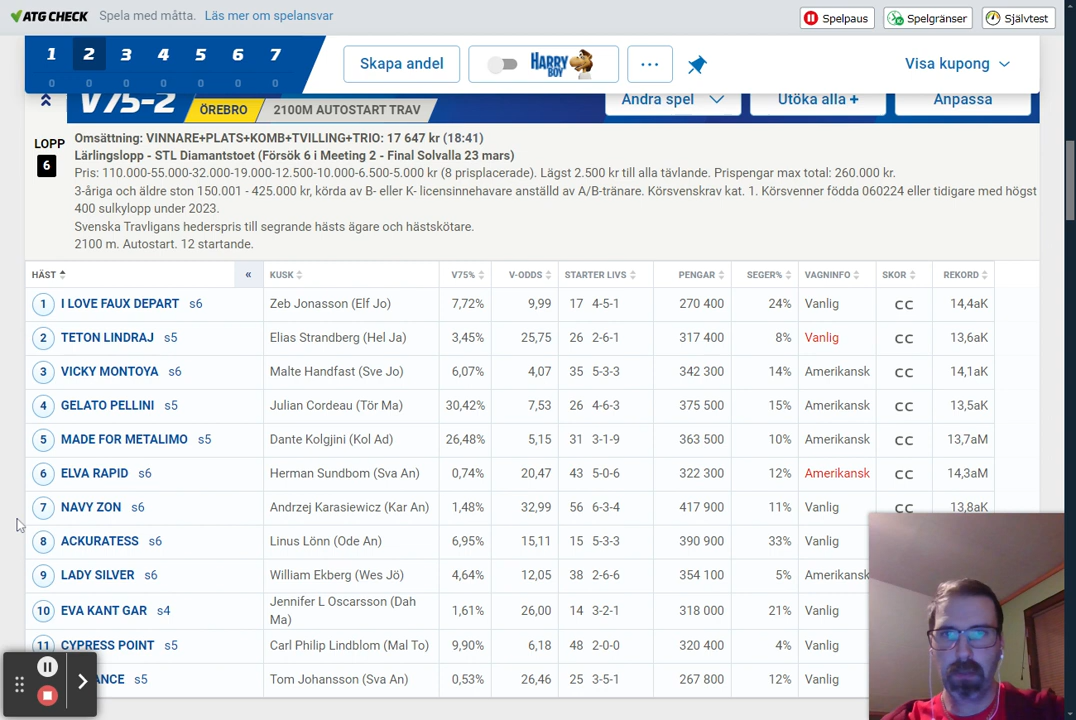 ATG CHECK Spela med måtta. Läs mer om spelansvar Spelpaus Spelgränser Självtest
1 2 3 4 5 6 7
0 0 0 0 0 0 0
Skapa andel HARRY BOY ... Visa kupong
V75-2 ÖREBRO 2100M AUTOSTART TRAV Ändra spel Utöka alla + Anpassa
LOPP
6
Omsättning: VINNARE+PLATS+KOMB+TVILLING+TRIO: 17 647 kr (18:41)
Lärlingslopp - STL Diamantstoet (Försök 6 i Meeting 2 - Final Solvalla 23 mars)
Pris: 110.000-55.000-32.000-19.000-12.500-10.000-6.500-5.000 kr (8 prisplacerade). Lägst 2.500 kr till alla tävlande. Prispengar max total: 260.000 kr.
3-åriga och äldre ston 150.001 - 425.000 kr, körda av B- eller K- licensinnehavare anställd av A/B-tränare. Körsvenskrav kat. 1. Körsvenner födda 060224 eller tidigare med högst
400 sulkylopp under 2023.
Svenska Travligans hederspris till segrande hästs ägare och hästskötare.
2100 m. Autostart. 12 startande.
HÄST « KUSK V75% V-ODDS STARTER LIVS PENGAR SEGER% VAGNINFO SKOR REKORD
1 I LOVE FAUX DEPART s6 Zeb Jonasson (Elf Jo) 7,72% 9,99 17 4-5-1 270 400 24% Vanlig C C 14,4aK
2 TETON LINDRAJ s5 Elias Strandberg (Hel Ja) 3,45% 25,75 26 2-6-1 317 400 8% Vanlig C C 13,6aK
3 VICKY MONTOYA s6 Malte Handfast (Sve Jo) 6,07% 4,07 35 5-3-3 342 300 14% Amerikansk C C 14,1aK
4 GELATO PELLINI s5 Julian Cordeau (Tör Ma) 30,42% 7,53 26 4-6-3 375 500 15% Amerikansk C C 13,5aK
5 MADE FOR METALIMO s5 Dante Kolgjini (Kol Ad) 26,48% 5,15 31 3-1-9 363 500 10% Amerikansk C C 13,7aM
6 ELVA RAPID s6 Herman Sundbom (Sva An) 0,74% 20,47 43 5-0-6 322 300 12% Amerikansk C C 14,3aM
7 NAVY ZON s6 Andrzej Karasiewicz (Kar An) 1,48% 32,99 56 6-3-4 417 900 11% Vanlig C C 13,8aK
8 ACKURATESS s6 Linus Lönn (Ode An) 6,95% 15,11 15 5-3-3 390 900 33% Vanlig
9 LADY SILVER s6 William Ekberg (Wes Jö) 4,64% 12,05 38 2-6-6 354 100 5% Amerikansk
10 EVA KANT GAR s4 Jennifer L Oscarsson (Dah Ma) 1,61% 26,00 14 3-2-1 318 000 21% Vanlig
11 CYPRESS POINT s5 Carl Philip Lindblom (Mal To) 9,90% 6,18 48 2-0-0 320 400 4% Vanlig
ANCE s5 Tom Johansson (Sva An) 0,53% 26,46 25 3-5-1 267 800 12% Vanlig